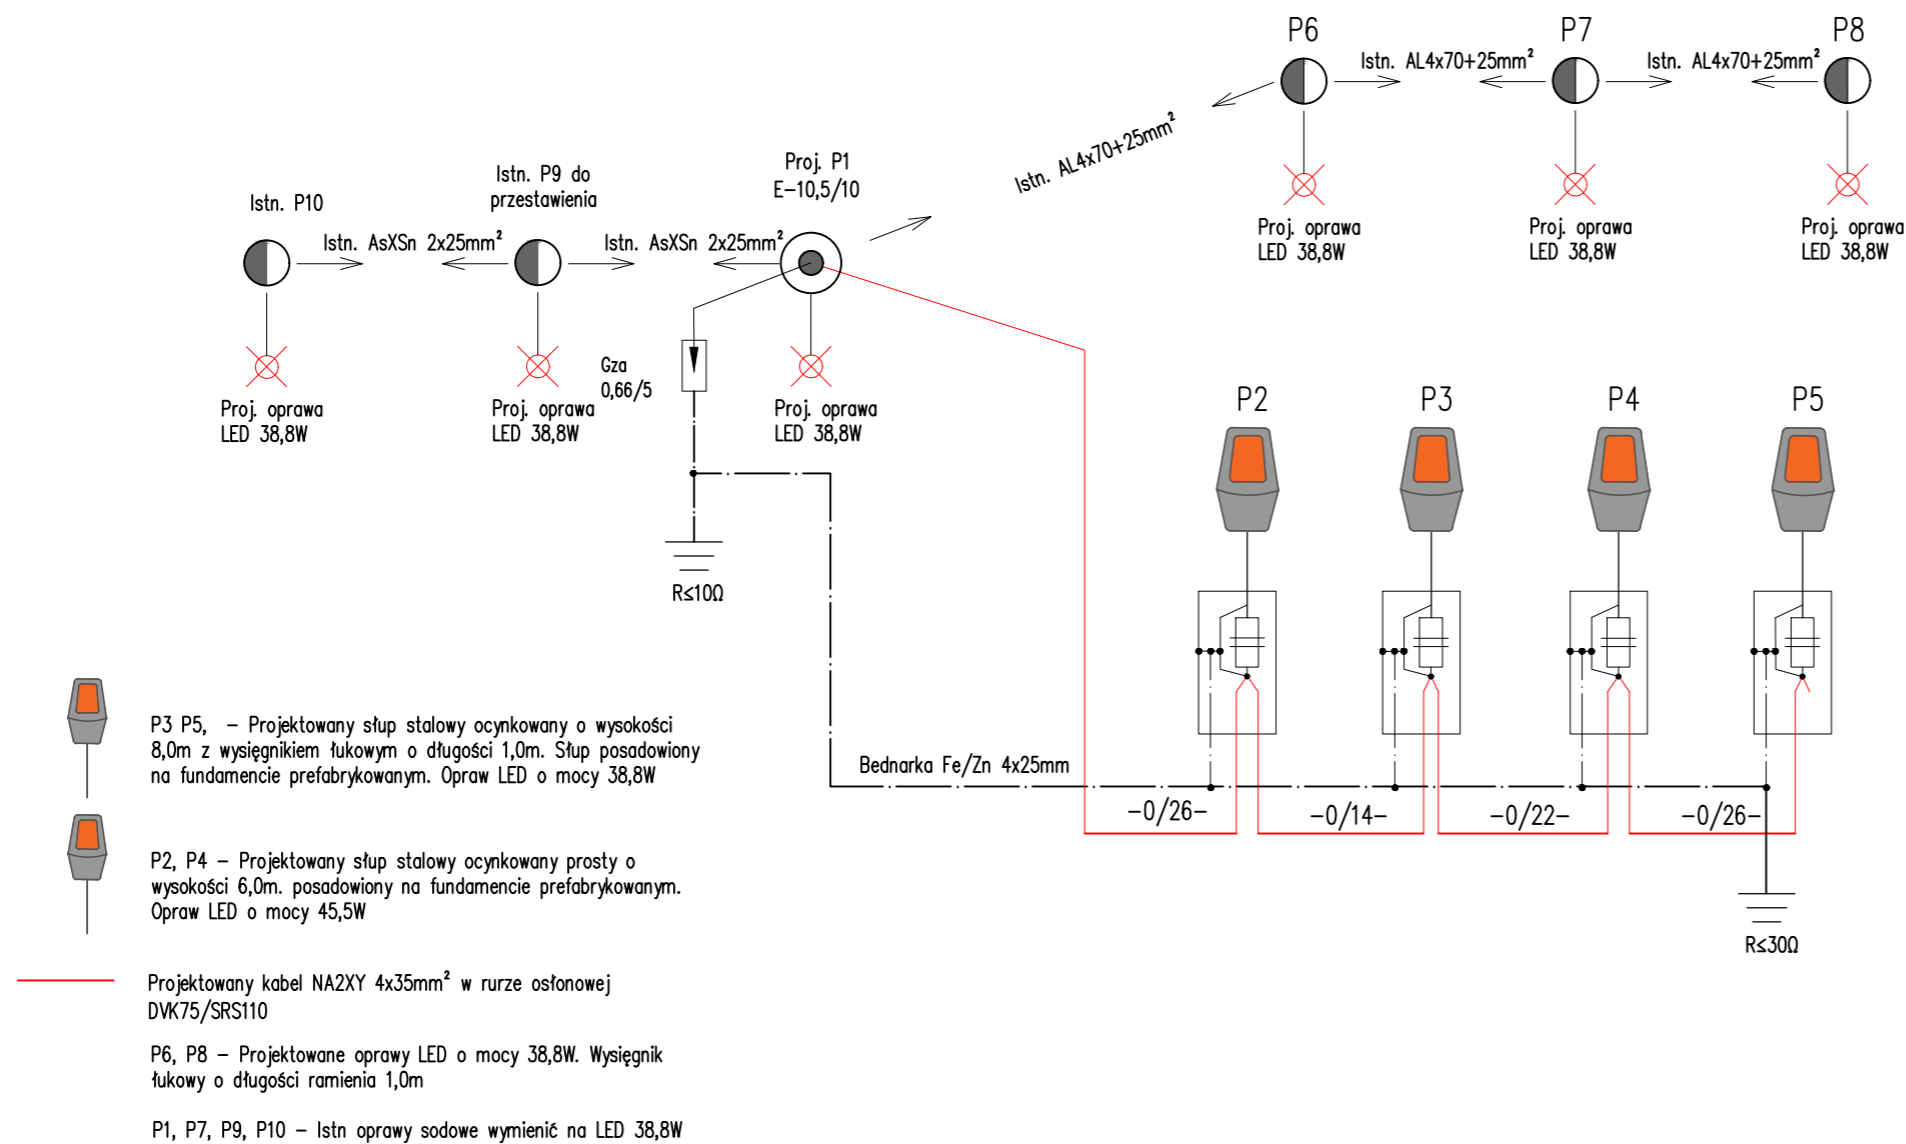 P6
P7
P8
Istn. AL4x70+25mm²
Istn. AL4x70+25mm²
Istn. AL4x70+25mm²
Proj. oprawa
LED 38,8W
Proj. oprawa
LED 38,8W
Proj. oprawa
LED 38,8W
Istn. P10
Istn. P9 do
przestawienia
Proj. P1
E-10,5/10
Istn. AsXSn 2x25mm²
Istn. AsXSn 2x25mm²
Proj. oprawa
LED 38,8W
Proj. oprawa
LED 38,8W
Gza
0,66/5
Proj. oprawa
LED 38,8W
R≤10Ω
P2
P3
P4
P5
Bednarka Fe/Zn 4x25mm
-0/26-
-0/14-
-0/22-
-0/26-
R≤30Ω
P3 P5, - Projektowany słup stalowy ocynkowany o wysokości
8,0m z wysięgnikiem łukowym o długości 1,0m. Słup posadowiony
na fundamencie prefabrykowanym. Opraw LED o mocy 38,8W
P2, P4 - Projektowany słup stalowy ocynkowany prosty o
wysokości 6,0m. posadowiony na fundamencie prefabrykowanym.
Opraw LED o mocy 45,5W
Projektowany kabel NA2XY 4x35mm² w rurze osłonowej
DVK75/SRS110
P6, P8 - Projektowane oprawy LED o mocy 38,8W. Wysięgnik
łukowy o długości ramienia 1,0m
P1, P7, P9, P10 - Istn oprawy sodowe wymienić na LED 38,8W